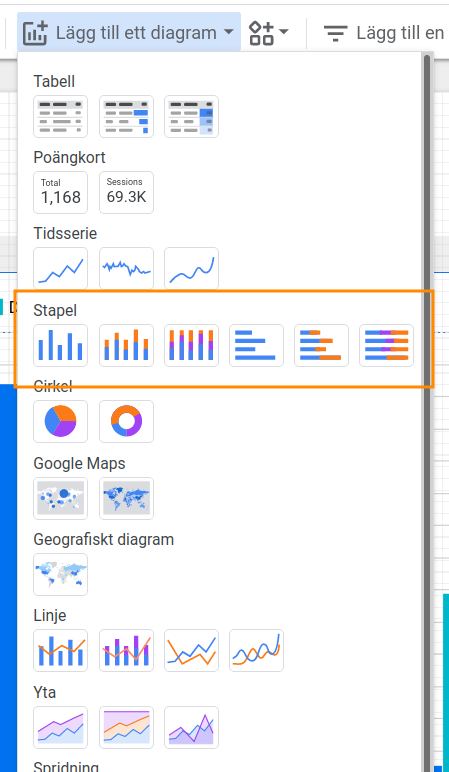 Lägg till ett diagram
Lägg till en
Tabell
Poängkort
Total
1,168
Sessions
69.3K
Tidsserie
Stapel
Cirkel
Google Maps
Geografiskt diagram
Linje
Yta
Spridning